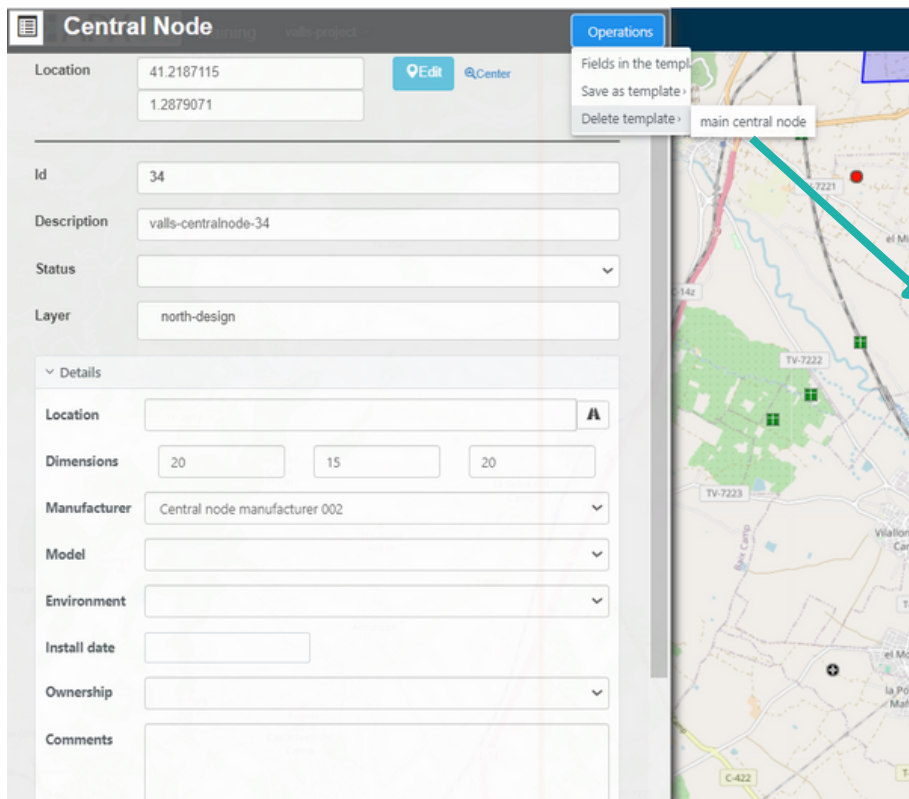 Central Node
Operations
Fields in the templ
Save as template ›
Delete template › main central node
Location 41.2187115 Edit Center
1.2879071
Id 34
Description valls-centralnode-34
Status
Layer north-design
Details
Location
Dimensions 20 15 20
Manufacturer Central node manufacturer 002
Model
Environment
Install date
Ownership
Comments
7221
el Mi
C-14z
TV-7222
TV-7223
Baix Camp
Vilallon
Car
el Mo
la Po
Maf
C-422